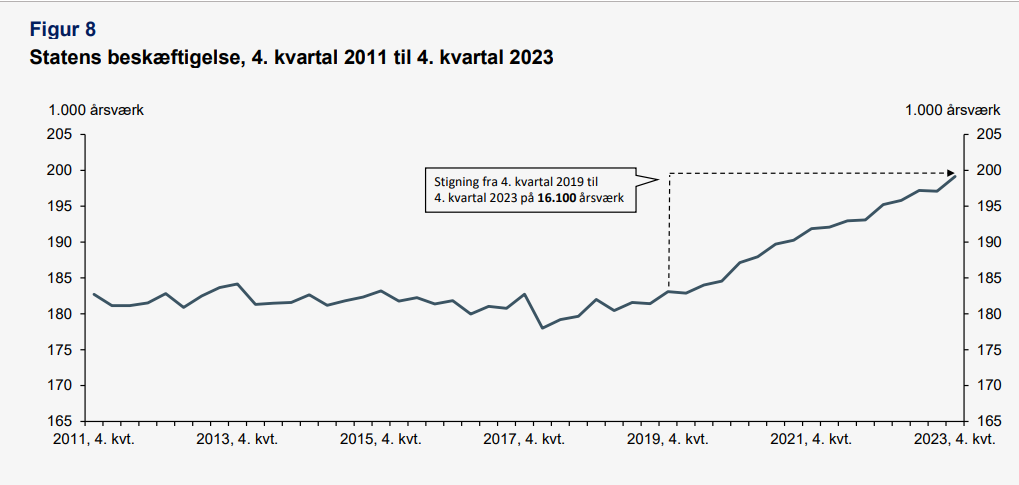 Figur 8
Statens beskæftigelse, 4. kvartal 2011 til 4. kvartal 2023
1.000 årsværk 1.000 årsværk
205 205
200 200
Stigning fra 4. kvartal 2019 til
4. kvartal 2023 på 16.100 årsværk
195 195
190 190
185 185
180 180
175 175
170 170
165 165
2011, 4. kvt. 2013, 4. kvt. 2015, 4. kvt. 2017, 4. kvt. 2019, 4. kvt. 2021, 4. kvt. 2023, 4. kvt.